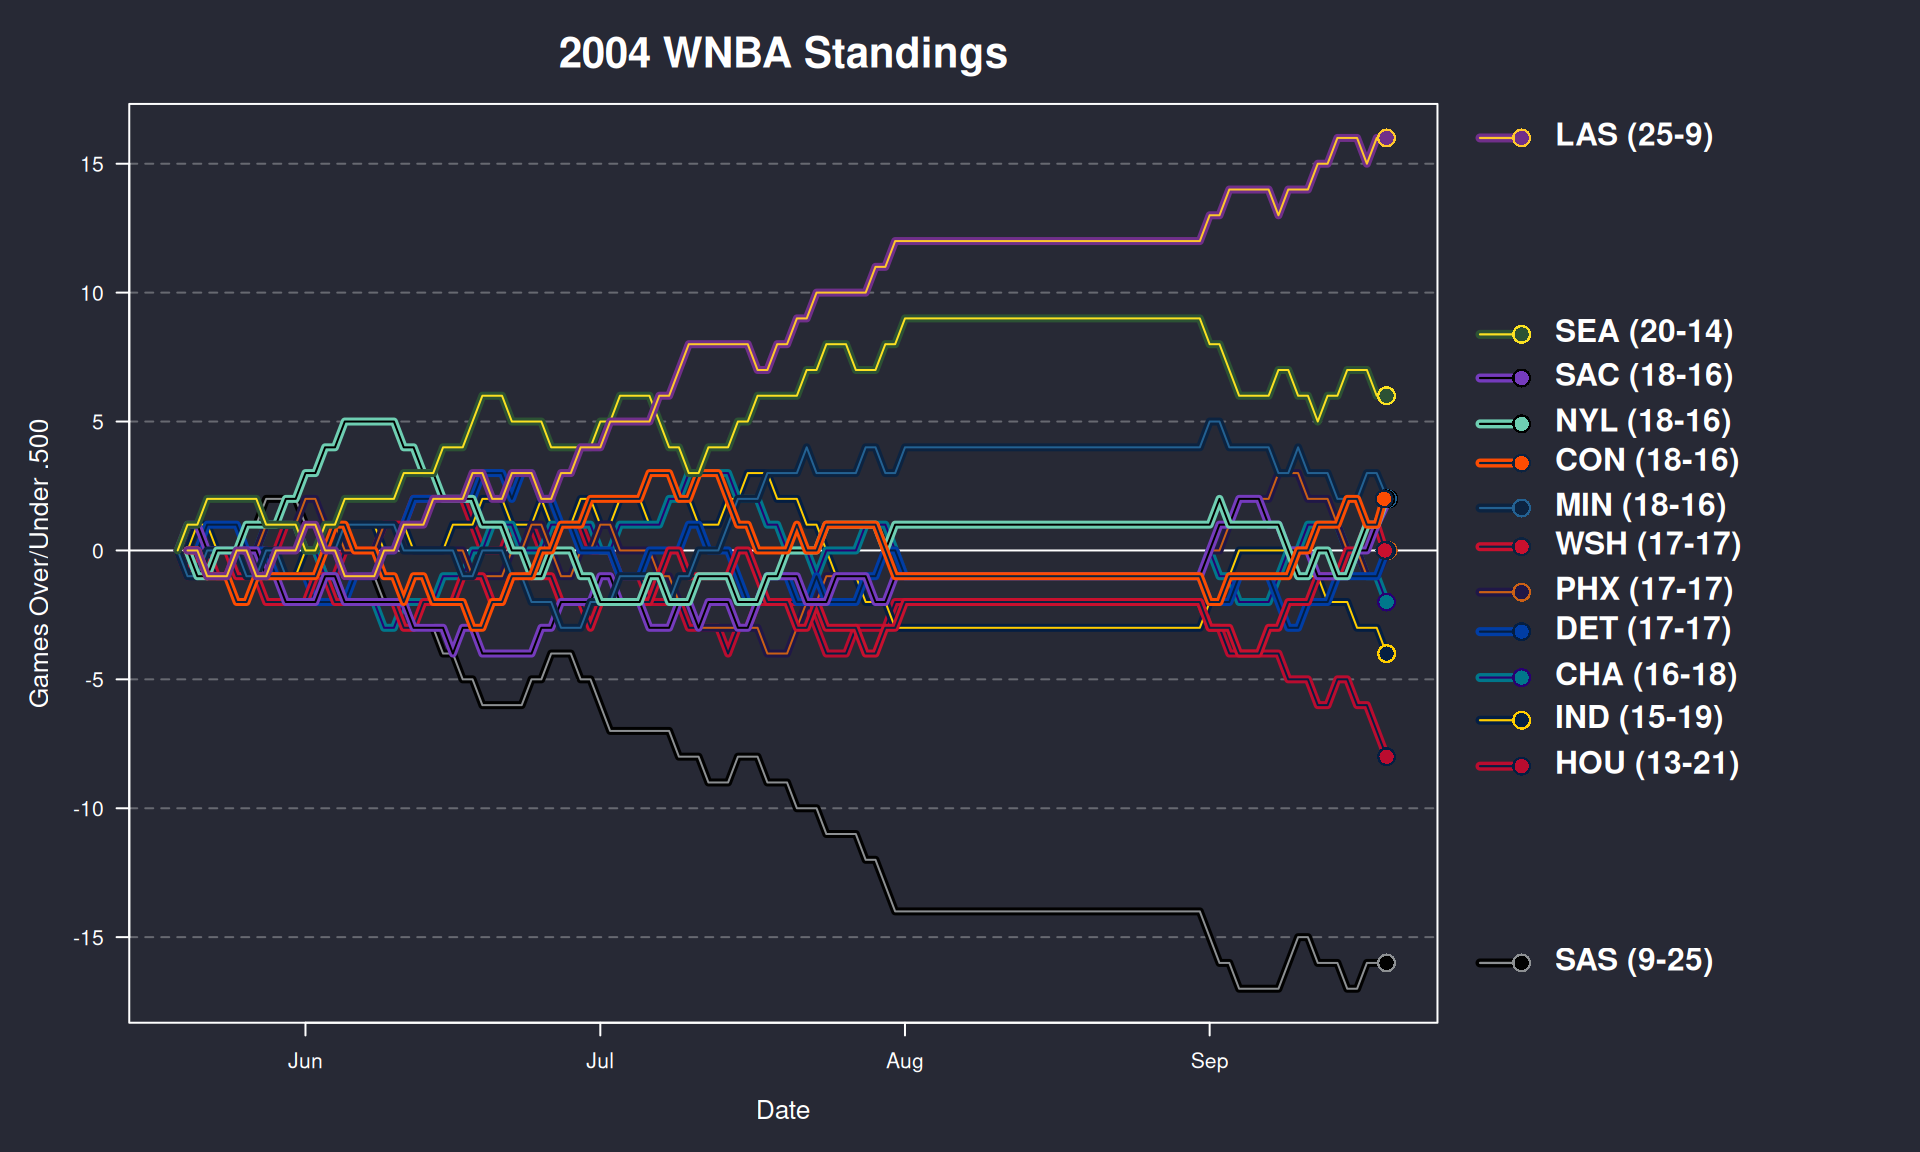 2004 WNBA Standings
Games Over/Under .500
15
10
5
0
-5
-10
-15
Jun
Jul
Aug
Sep
Date
LAS (25-9)
SEA (20-14)
SAC (18-16)
NYL (18-16)
CON (18-16)
MIN (18-16)
WSH (17-17)
PHX (17-17)
DET (17-17)
CHA (16-18)
IND (15-19)
HOU (13-21)
SAS (9-25)